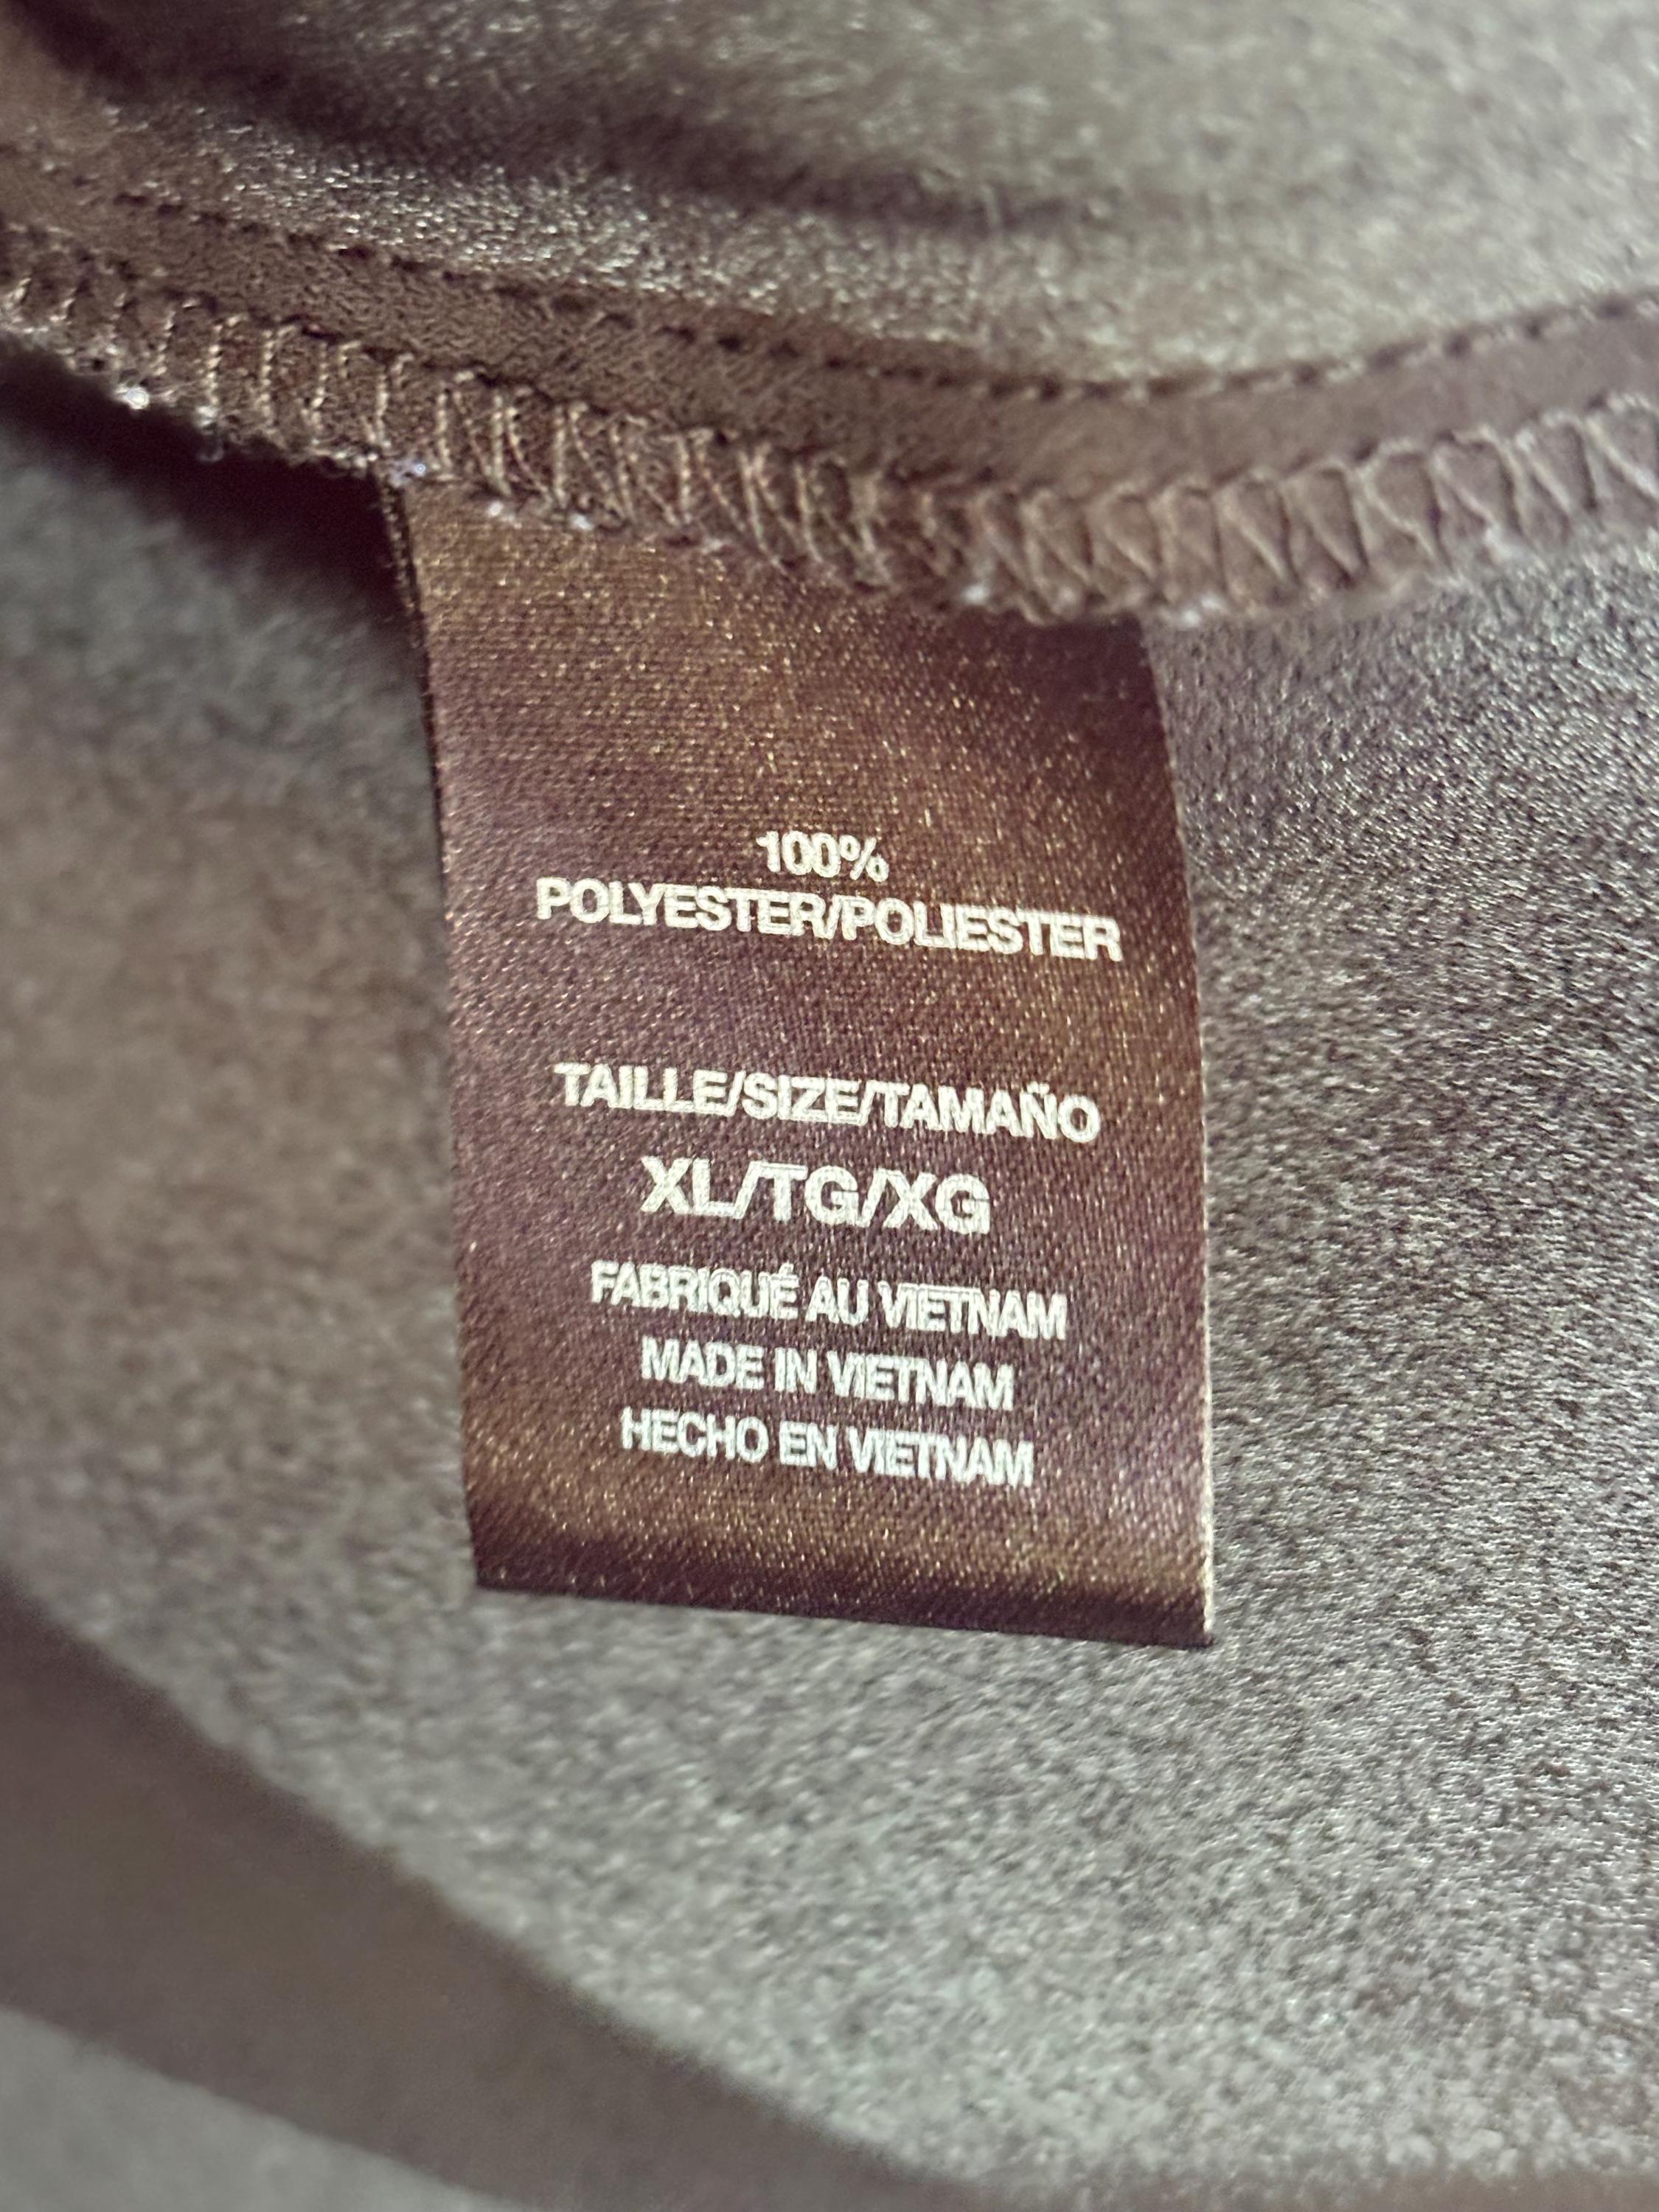 100%
POLYESTER/POLIESTER
TAILLE/SIZE/TAMAÑO
XL/TG/XG
FABRIQUÉ AU VIETNAM
MADE IN VIETNAM
HECHO EN VIETNAM